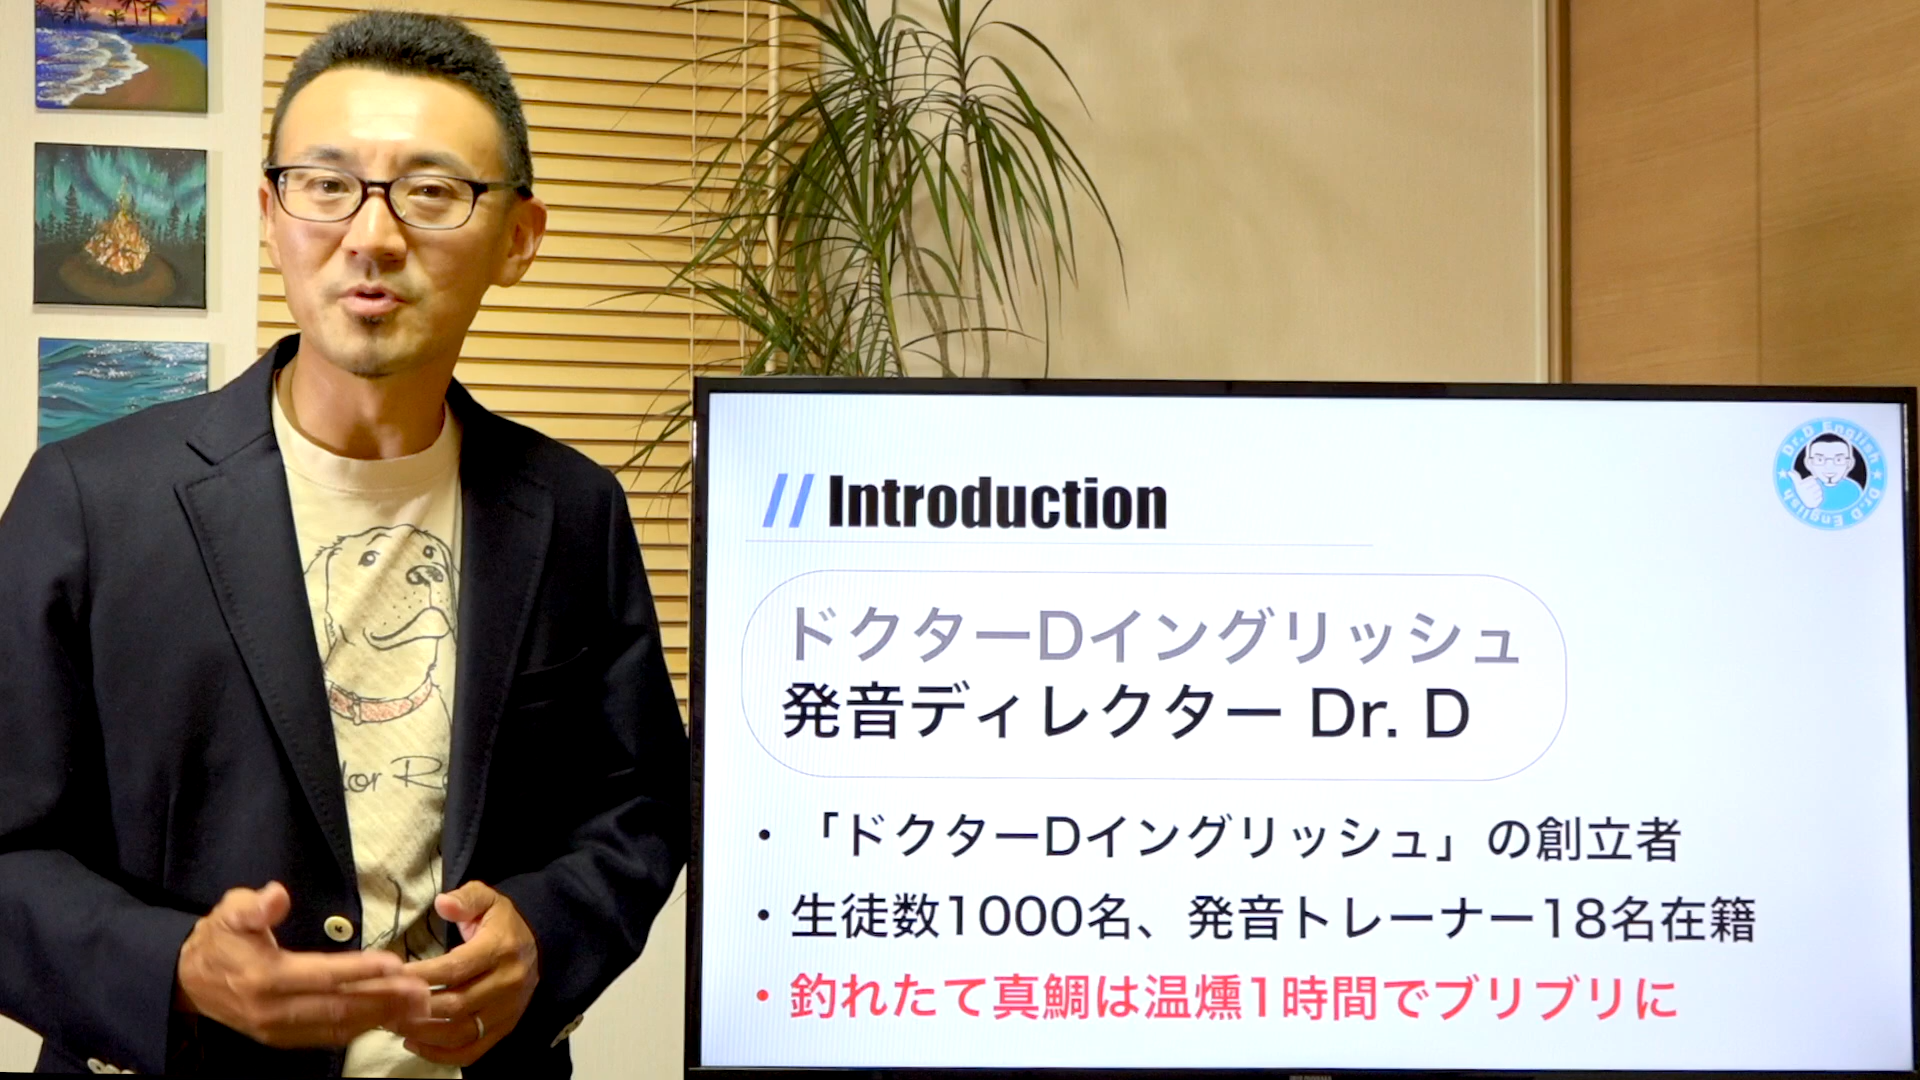 Dr.D English
Dr.D English
// Introduction
ドクターDイングリッシュ
発音ディレクター Dr. D
・「ドクターDイングリッシュ」の創立者
・生徒数1000名、発音トレーナー18名在籍
・釣れたて真鯛は温燻1時間でブリブリに